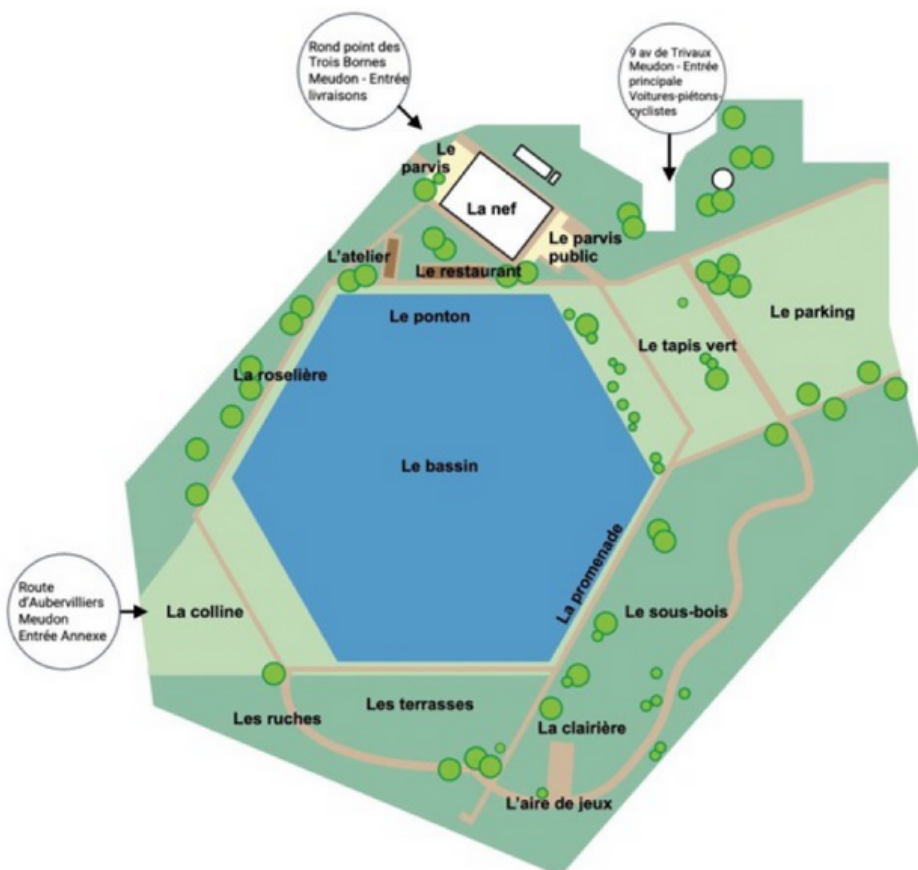 Rond point des
Trois Bornes
Meudon - Entrée
livraisons
9 av de Trivaux
Meudon - Entrée
principale
Voitures-piétons-
cyclistes
Le
parvis
La nef
Le parvis
public
L'atelier
Le restaurant
Le ponton
Le parking
Le tapis vert
La roselière
Le bassin
La promenade
Route
d'Aubervilliers
Meudon
Entrée Annexe
La colline
Le sous-bois
Les terrasses
Les ruches
La clairière
L'aire de jeux